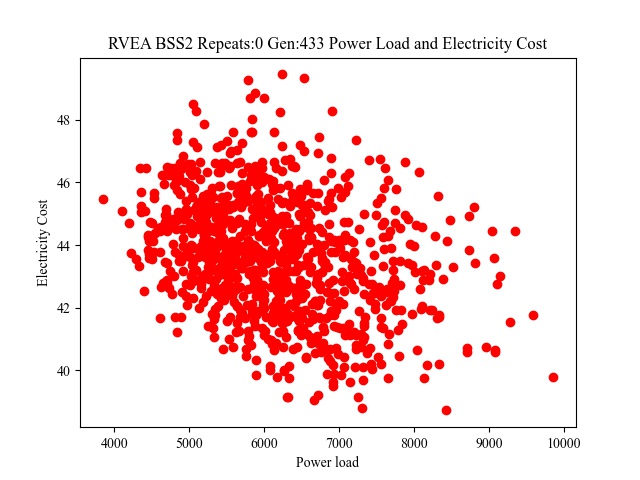 RVEA BSS2 Repeats:0 Gen:433 Power Load and Electricity Cost
48
46
44
42
40
Electricity Cost
4000 5000 6000 7000 8000 9000 10000
Power load